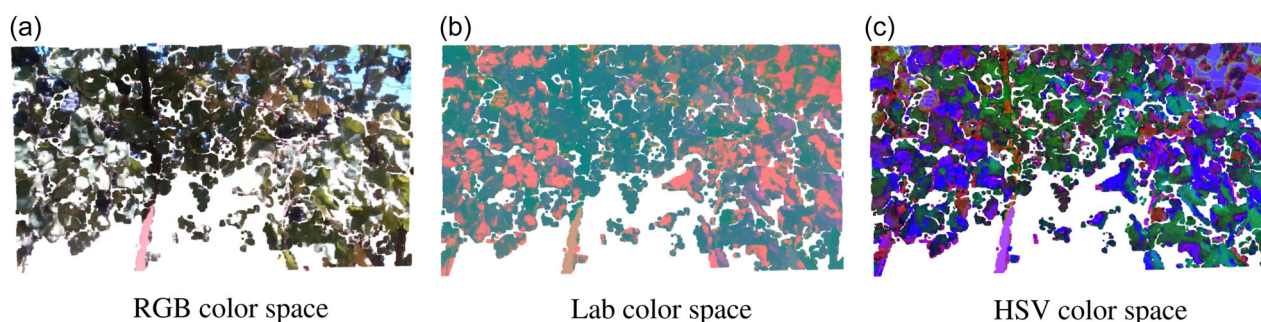 (a)
(b)
(c)
RGB color space
Lab color space
HSV color space